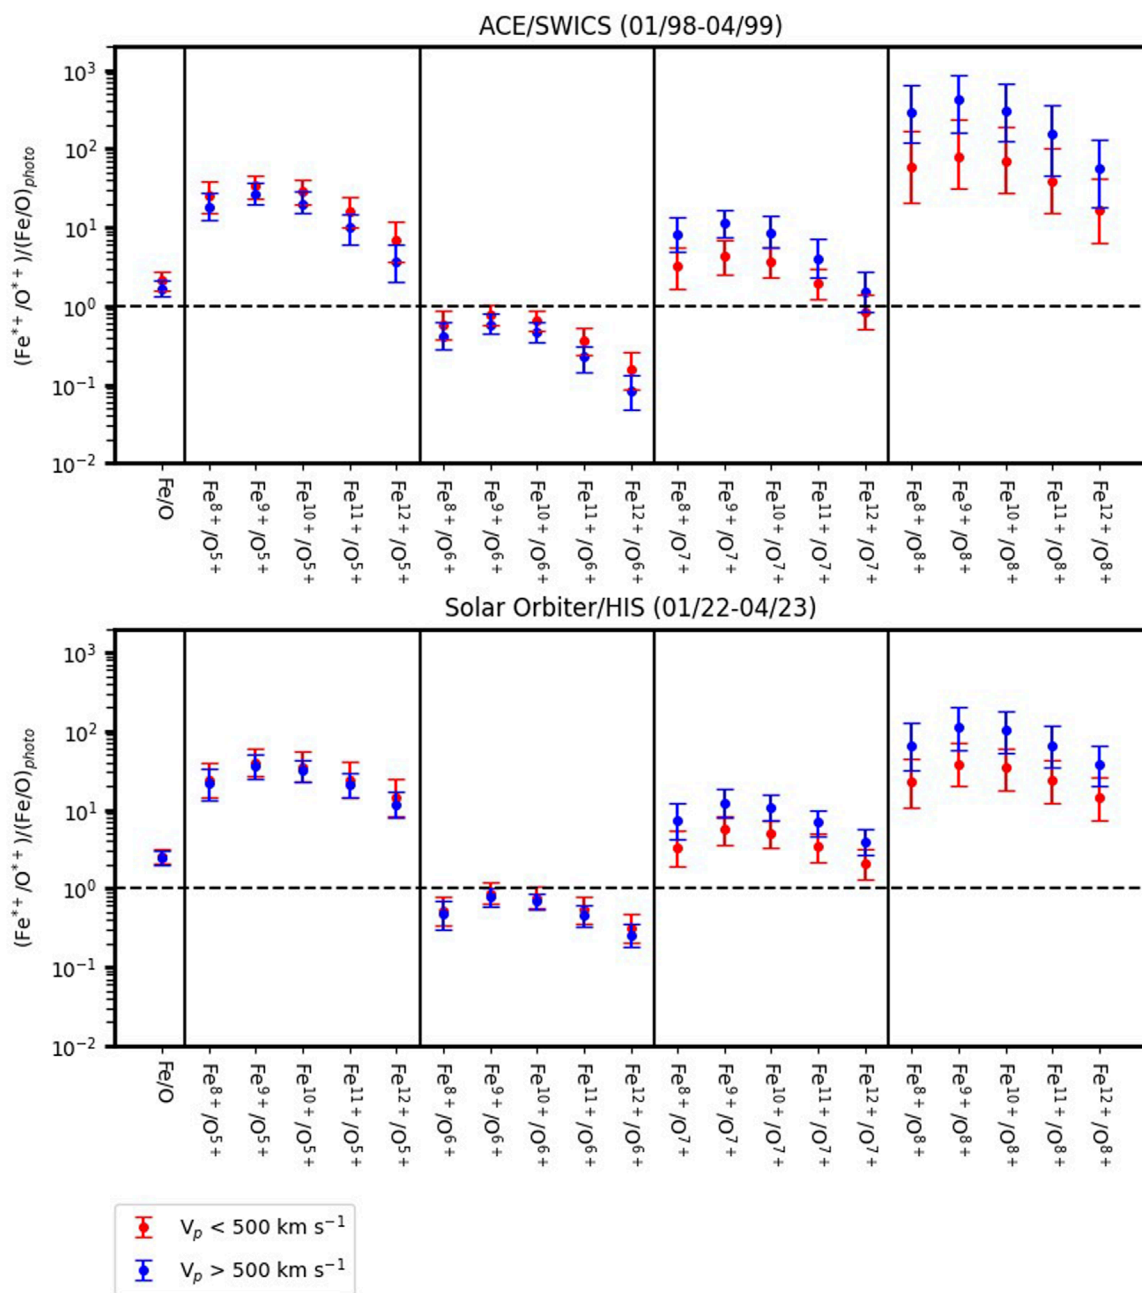 ACE/SWICS (01/98-04/99)
(Fe*+/O*+)/(Fe/O)photo
10³
10²
10¹
10⁰
10⁻¹
10⁻²
Fe/O
Fe⁸⁺/O⁵⁺
Fe⁹⁺/O⁵⁺
Fe¹⁰⁺/O⁵⁺
Fe¹¹⁺/O⁵⁺
Fe¹²⁺/O⁵⁺
Fe⁸⁺/O⁶⁺
Fe⁹⁺/O⁶⁺
Fe¹⁰⁺/O⁶⁺
Fe¹¹⁺/O⁶⁺
Fe¹²⁺/O⁶⁺
Fe⁸⁺/O⁷⁺
Fe⁹⁺/O⁷⁺
Fe¹⁰⁺/O⁷⁺
Fe¹¹⁺/O⁷⁺
Fe¹²⁺/O⁷⁺
Fe⁸⁺/O⁸⁺
Fe⁹⁺/O⁸⁺
Fe¹⁰⁺/O⁸⁺
Fe¹¹⁺/O⁸⁺
Fe¹²⁺/O⁸⁺
Solar Orbiter/HIS (01/22-04/23)
(Fe*+/O*+)/(Fe/O)photo
10³
10²
10¹
10⁰
10⁻¹
10⁻²
Fe/O
Fe⁸⁺/O⁵⁺
Fe⁹⁺/O⁵⁺
Fe¹⁰⁺/O⁵⁺
Fe¹¹⁺/O⁵⁺
Fe¹²⁺/O⁵⁺
Fe⁸⁺/O⁶⁺
Fe⁹⁺/O⁶⁺
Fe¹⁰⁺/O⁶⁺
Fe¹¹⁺/O⁶⁺
Fe¹²⁺/O⁶⁺
Fe⁸⁺/O⁷⁺
Fe⁹⁺/O⁷⁺
Fe¹⁰⁺/O⁷⁺
Fe¹¹⁺/O⁷⁺
Fe¹²⁺/O⁷⁺
Fe⁸⁺/O⁸⁺
Fe⁹⁺/O⁸⁺
Fe¹⁰⁺/O⁸⁺
Fe¹¹⁺/O⁸⁺
Fe¹²⁺/O⁸⁺
Vp < 500 km s⁻¹
Vp > 500 km s⁻¹